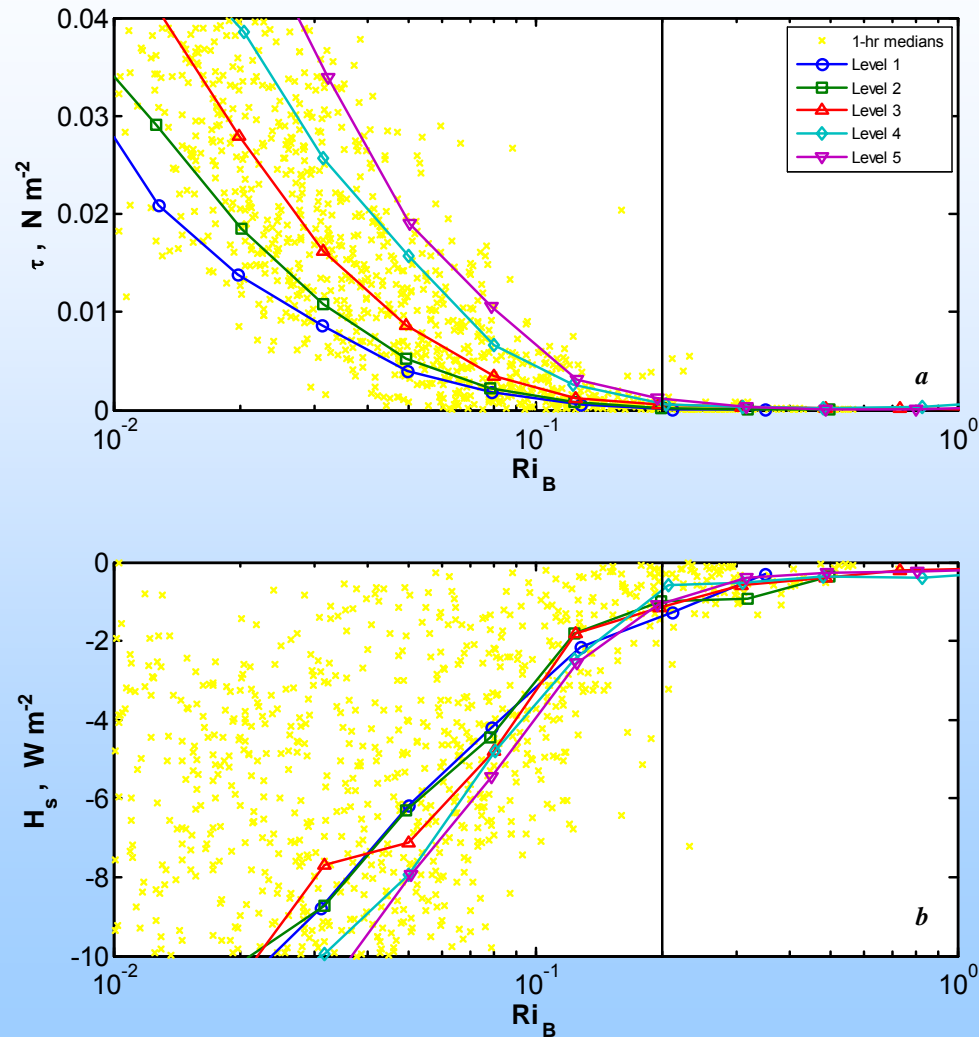 0.04
0.03
0.02
0.01
0
τ , N m-2
1-hr medians
Level 1
Level 2
Level 3
Level 4
Level 5
a
10-2
10-1
100
RiB
0
-2
-4
-6
-8
-10
Hs , W m-2
b
10-2
10-1
100
RiB